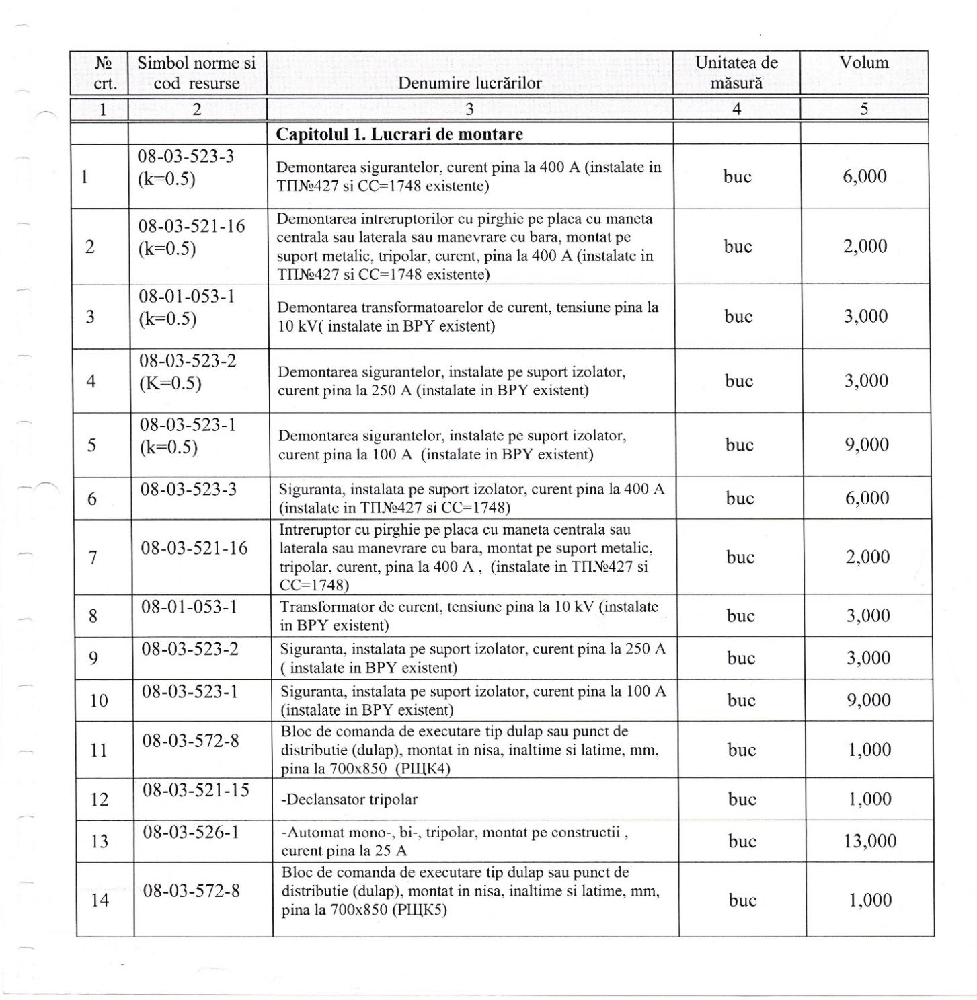 № crt.
Simbol norme si cod resurse
Denumire lucrărilor
Unitatea de măsură
Volum
1 2 3 4 5
Capitolul 1. Lucrari de montare
1
08-03-523-3
(k=0.5)
Demontarea sigurantelor, curent pina la 400 A (instalate in
ТП№427 si CC=1748 existente)
buc
6,000
2
08-03-521-16
(k=0.5)
Demontarea intreruptorilor cu pirghie pe placa cu maneta
centrala sau laterala sau manevrare cu bara, montat pe
suport metalic, tripolar, curent, pina la 400 A (instalate in
ТП№427 si CC=1748 existente)
buc
2,000
3
08-01-053-1
(k=0.5)
Demontarea transformatoarelor de curent, tensiune pina la
10 kV( instalate in ВРУ existent)
buc
3,000
4
08-03-523-2
(K=0.5)
Demontarea sigurantelor, instalate pe suport izolator,
curent pina la 250 A (instalate in ВРУ existent)
buc
3,000
5
08-03-523-1
(k=0.5)
Demontarea sigurantelor, instalate pe suport izolator,
curent pina la 100 A (instalate in ВРУ existent)
buc
9,000
6
08-03-523-3
Siguranta, instalata pe suport izolator, curent pina la 400 A
(instalate in ТП№427 si CC=1748)
buc
6,000
7
08-03-521-16
Intreruptor cu pirghie pe placa cu maneta centrala sau
laterala sau manevrare cu bara, montat pe suport metalic,
tripolar, curent, pina la 400 A , (instalate in ТП№427 si
CC=1748)
buc
2,000
8
08-01-053-1
Transformator de curent, tensiune pina la 10 kV (instalate
in ВРУ existent)
buc
3,000
9
08-03-523-2
Siguranta, instalata pe suport izolator, curent pina la 250 A
( instalate in ВРУ existent)
buc
3,000
10
08-03-523-1
Siguranta, instalata pe suport izolator, curent pina la 100 A
(instalate in ВРУ existent)
buc
9,000
11
08-03-572-8
Bloc de comanda de executare tip dulap sau punct de
distributie (dulap), montat in nisa, inaltime si latime, mm,
pina la 700x850 (РЩК4)
buc
1,000
12
08-03-521-15
-Declansator tripolar
buc
1,000
13
08-03-526-1
-Automat mono-, bi-, tripolar, montat pe constructii ,
curent pina la 25 A
buc
13,000
14
08-03-572-8
Bloc de comanda de executare tip dulap sau punct de
distributie (dulap), montat in nisa, inaltime si latime, mm,
pina la 700x850 (РЩК5)
buc
1,000